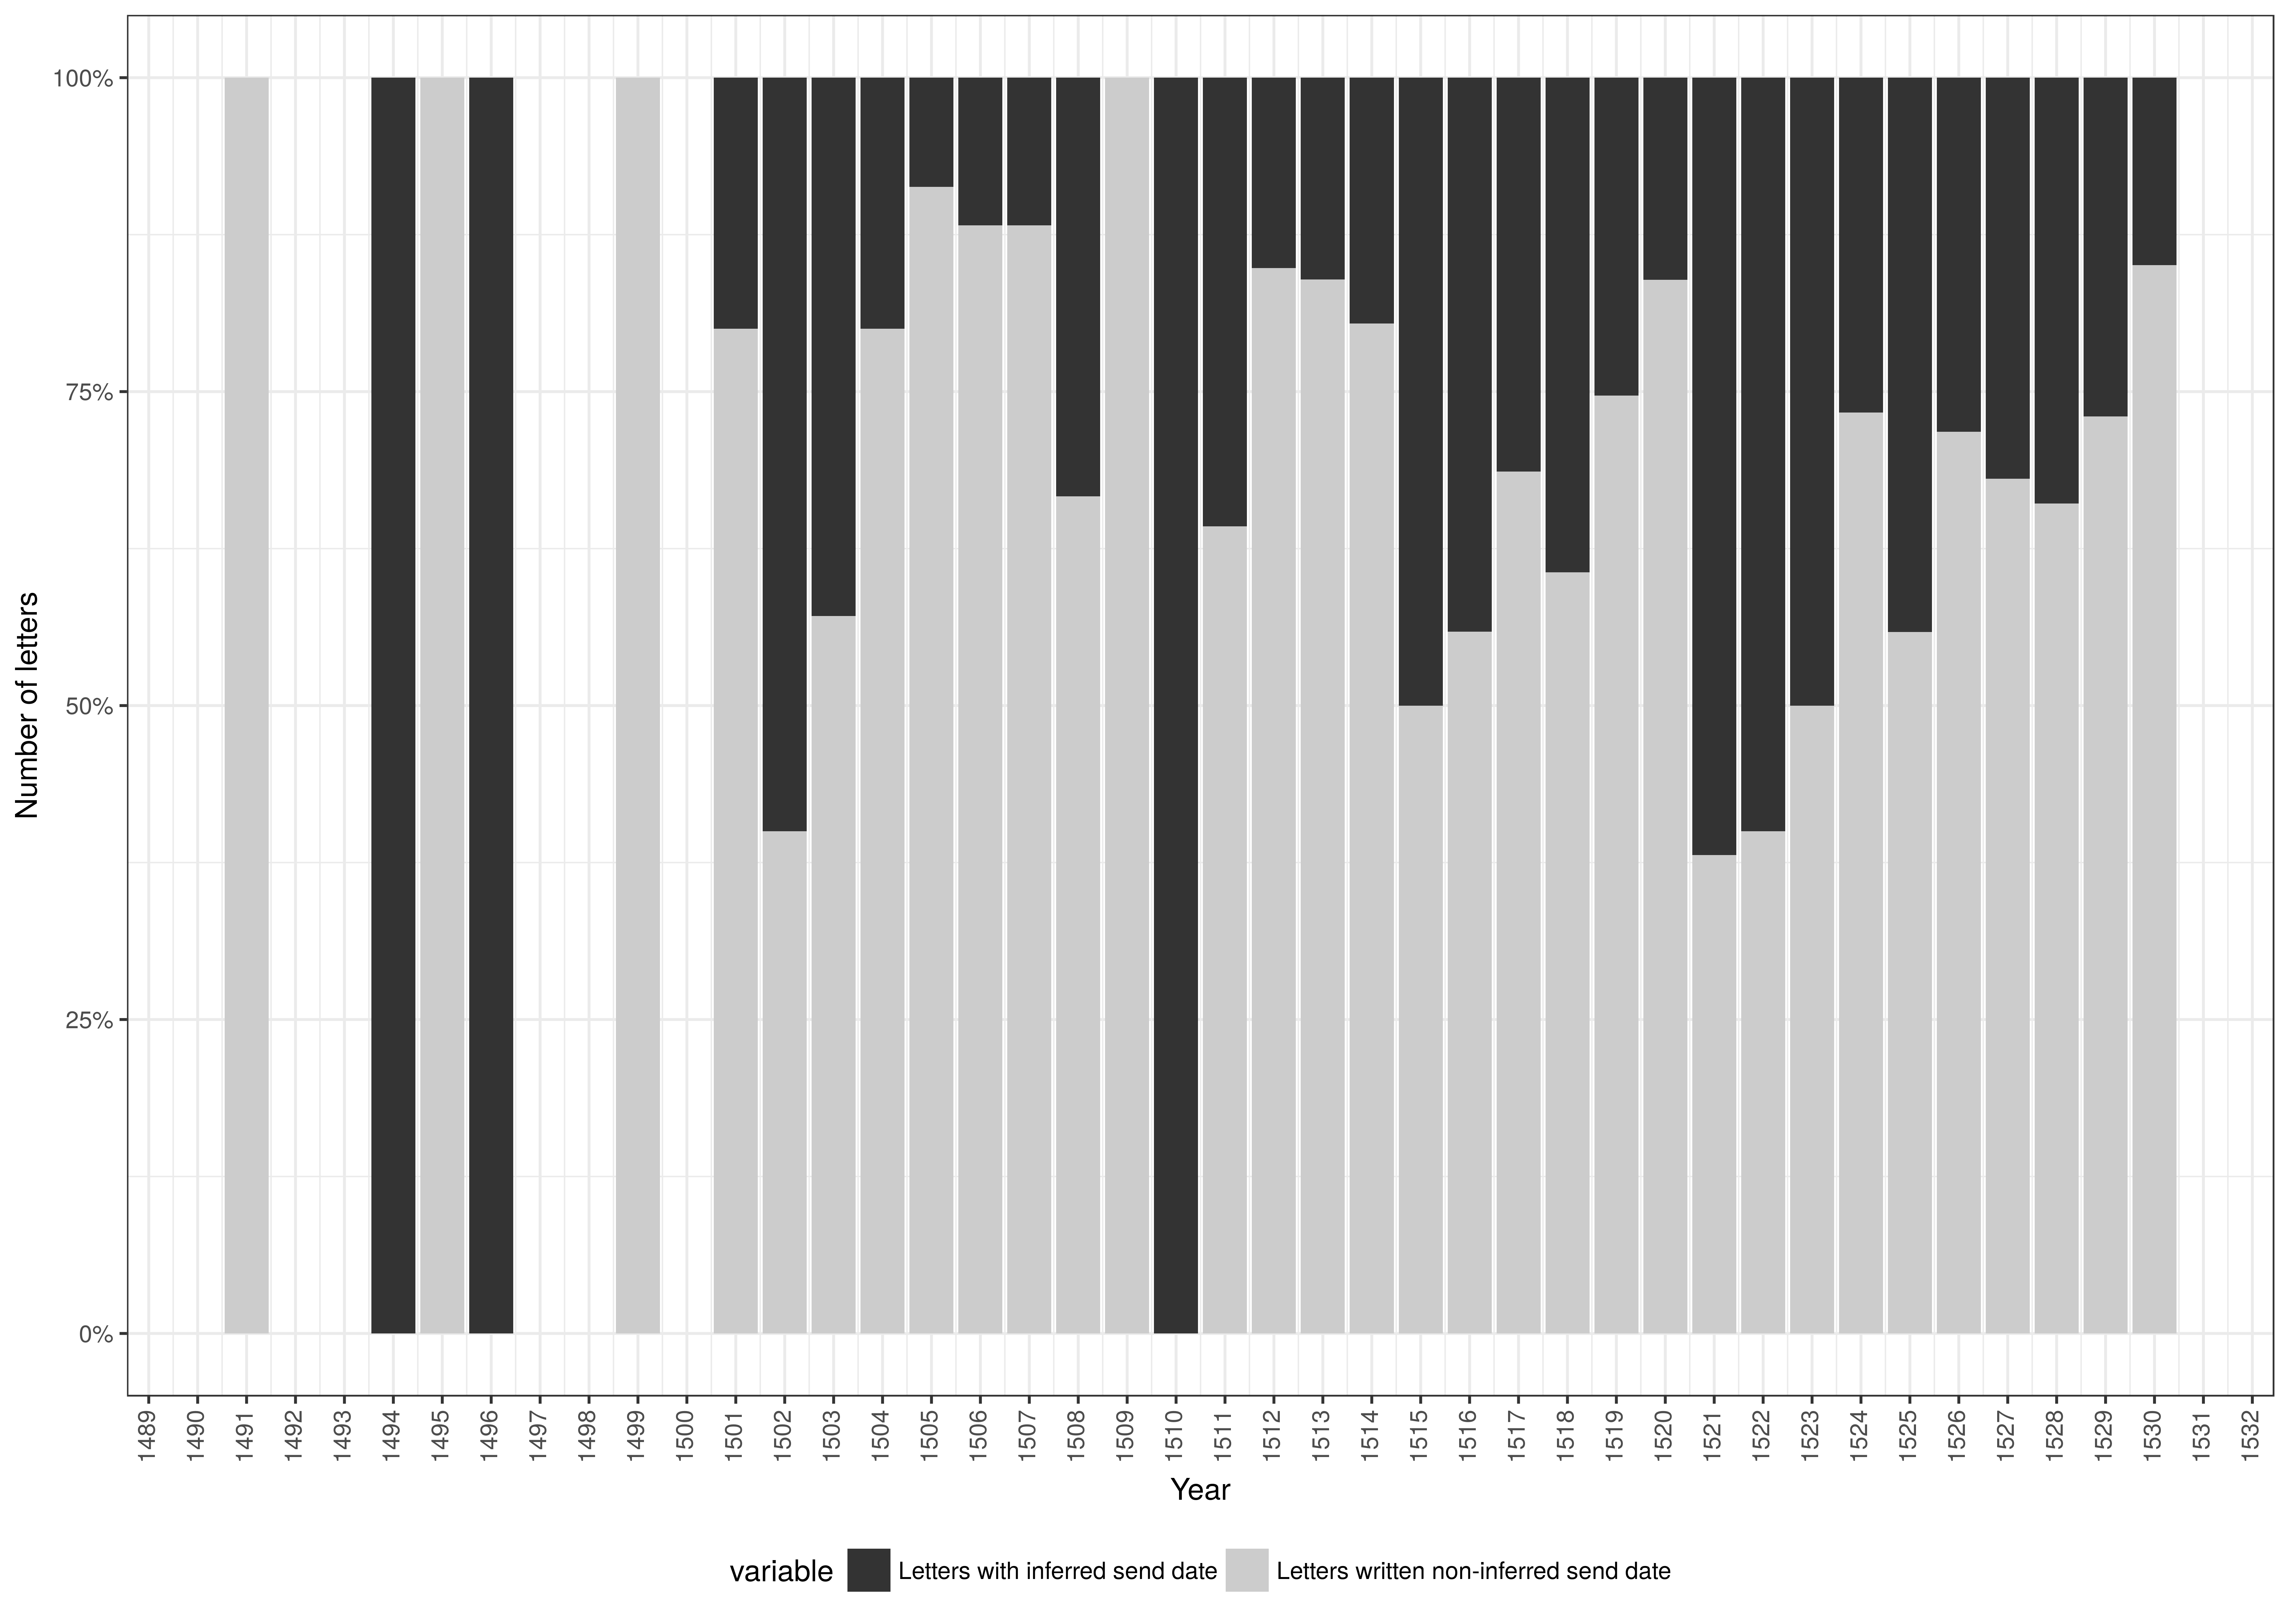 Number of letters
100%
75%
50%
25%
0%
1489 1490 1491 1492 1493 1494 1495 1496 1497 1498 1499 1500 1501 1502 1503 1504 1505 1506 1507 1508 1509 1510 1511 1512 1513 1514 1515 1516 1517 1518 1519 1520 1521 1522 1523 1524 1525 1526 1527 1528 1529 1530 1531 1532
Year
variable Letters with inferred send date Letters written non-inferred send date